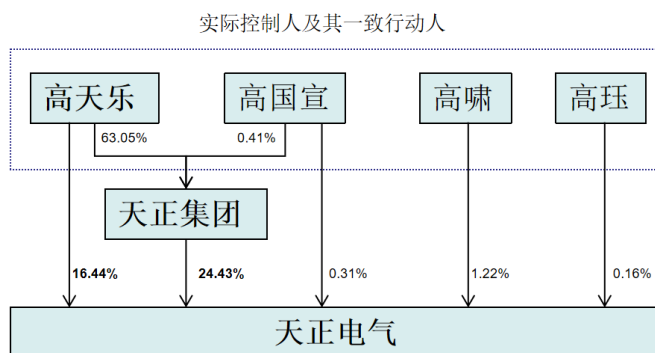 实际控制人及其一致行动人
高天乐 高国宣 高啸 高珏
63.05% 0.41%
天正集团
16.44% 24.43% 0.31% 1.22% 0.16%
天正电气